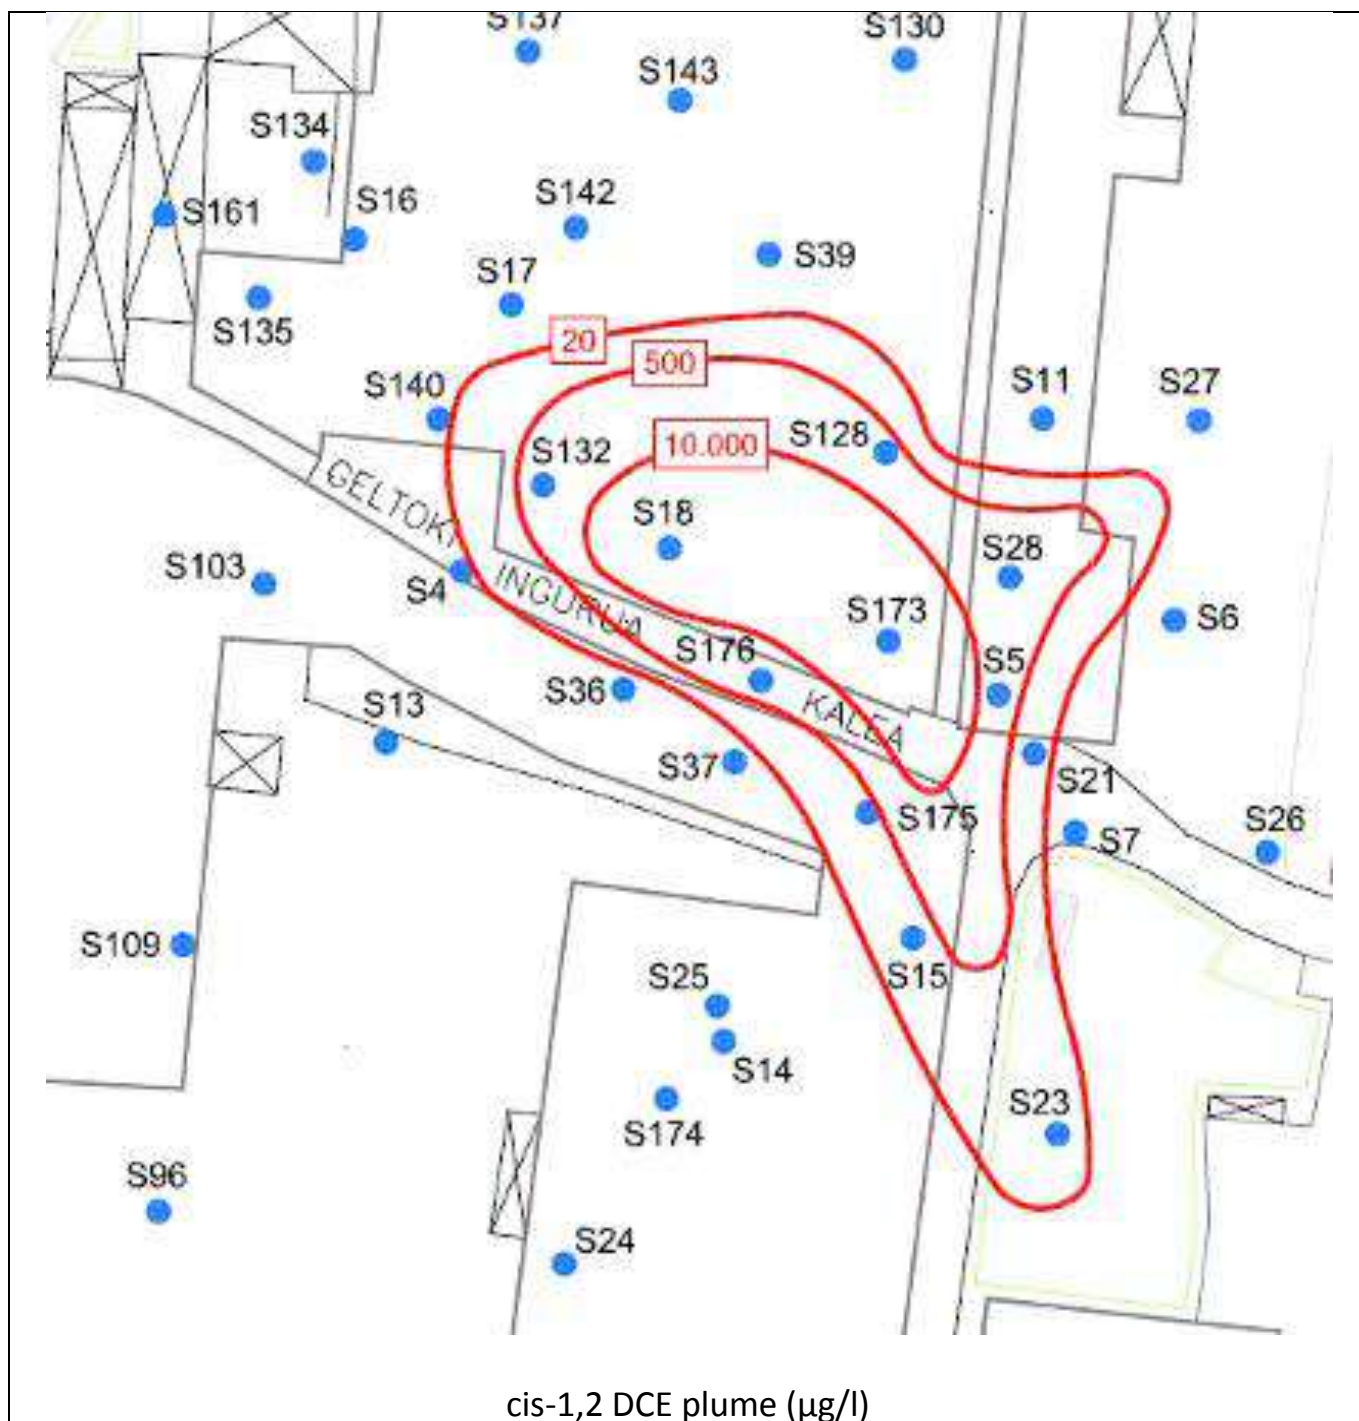 S137
S130
S143
S134
S161
S16
S142
S39
S17
S135
20
500
S140
S11
S27
S132
10.000
S128
GELTOKI INGURUA KALEA
S18
S28
S103
S4
S173
S6
S176
S5
S36
S13
S37
S21
S175
S7
S26
S109
S15
S25
S14
S23
S174
S96
S24
cis-1,2 DCE plume (µg/l)